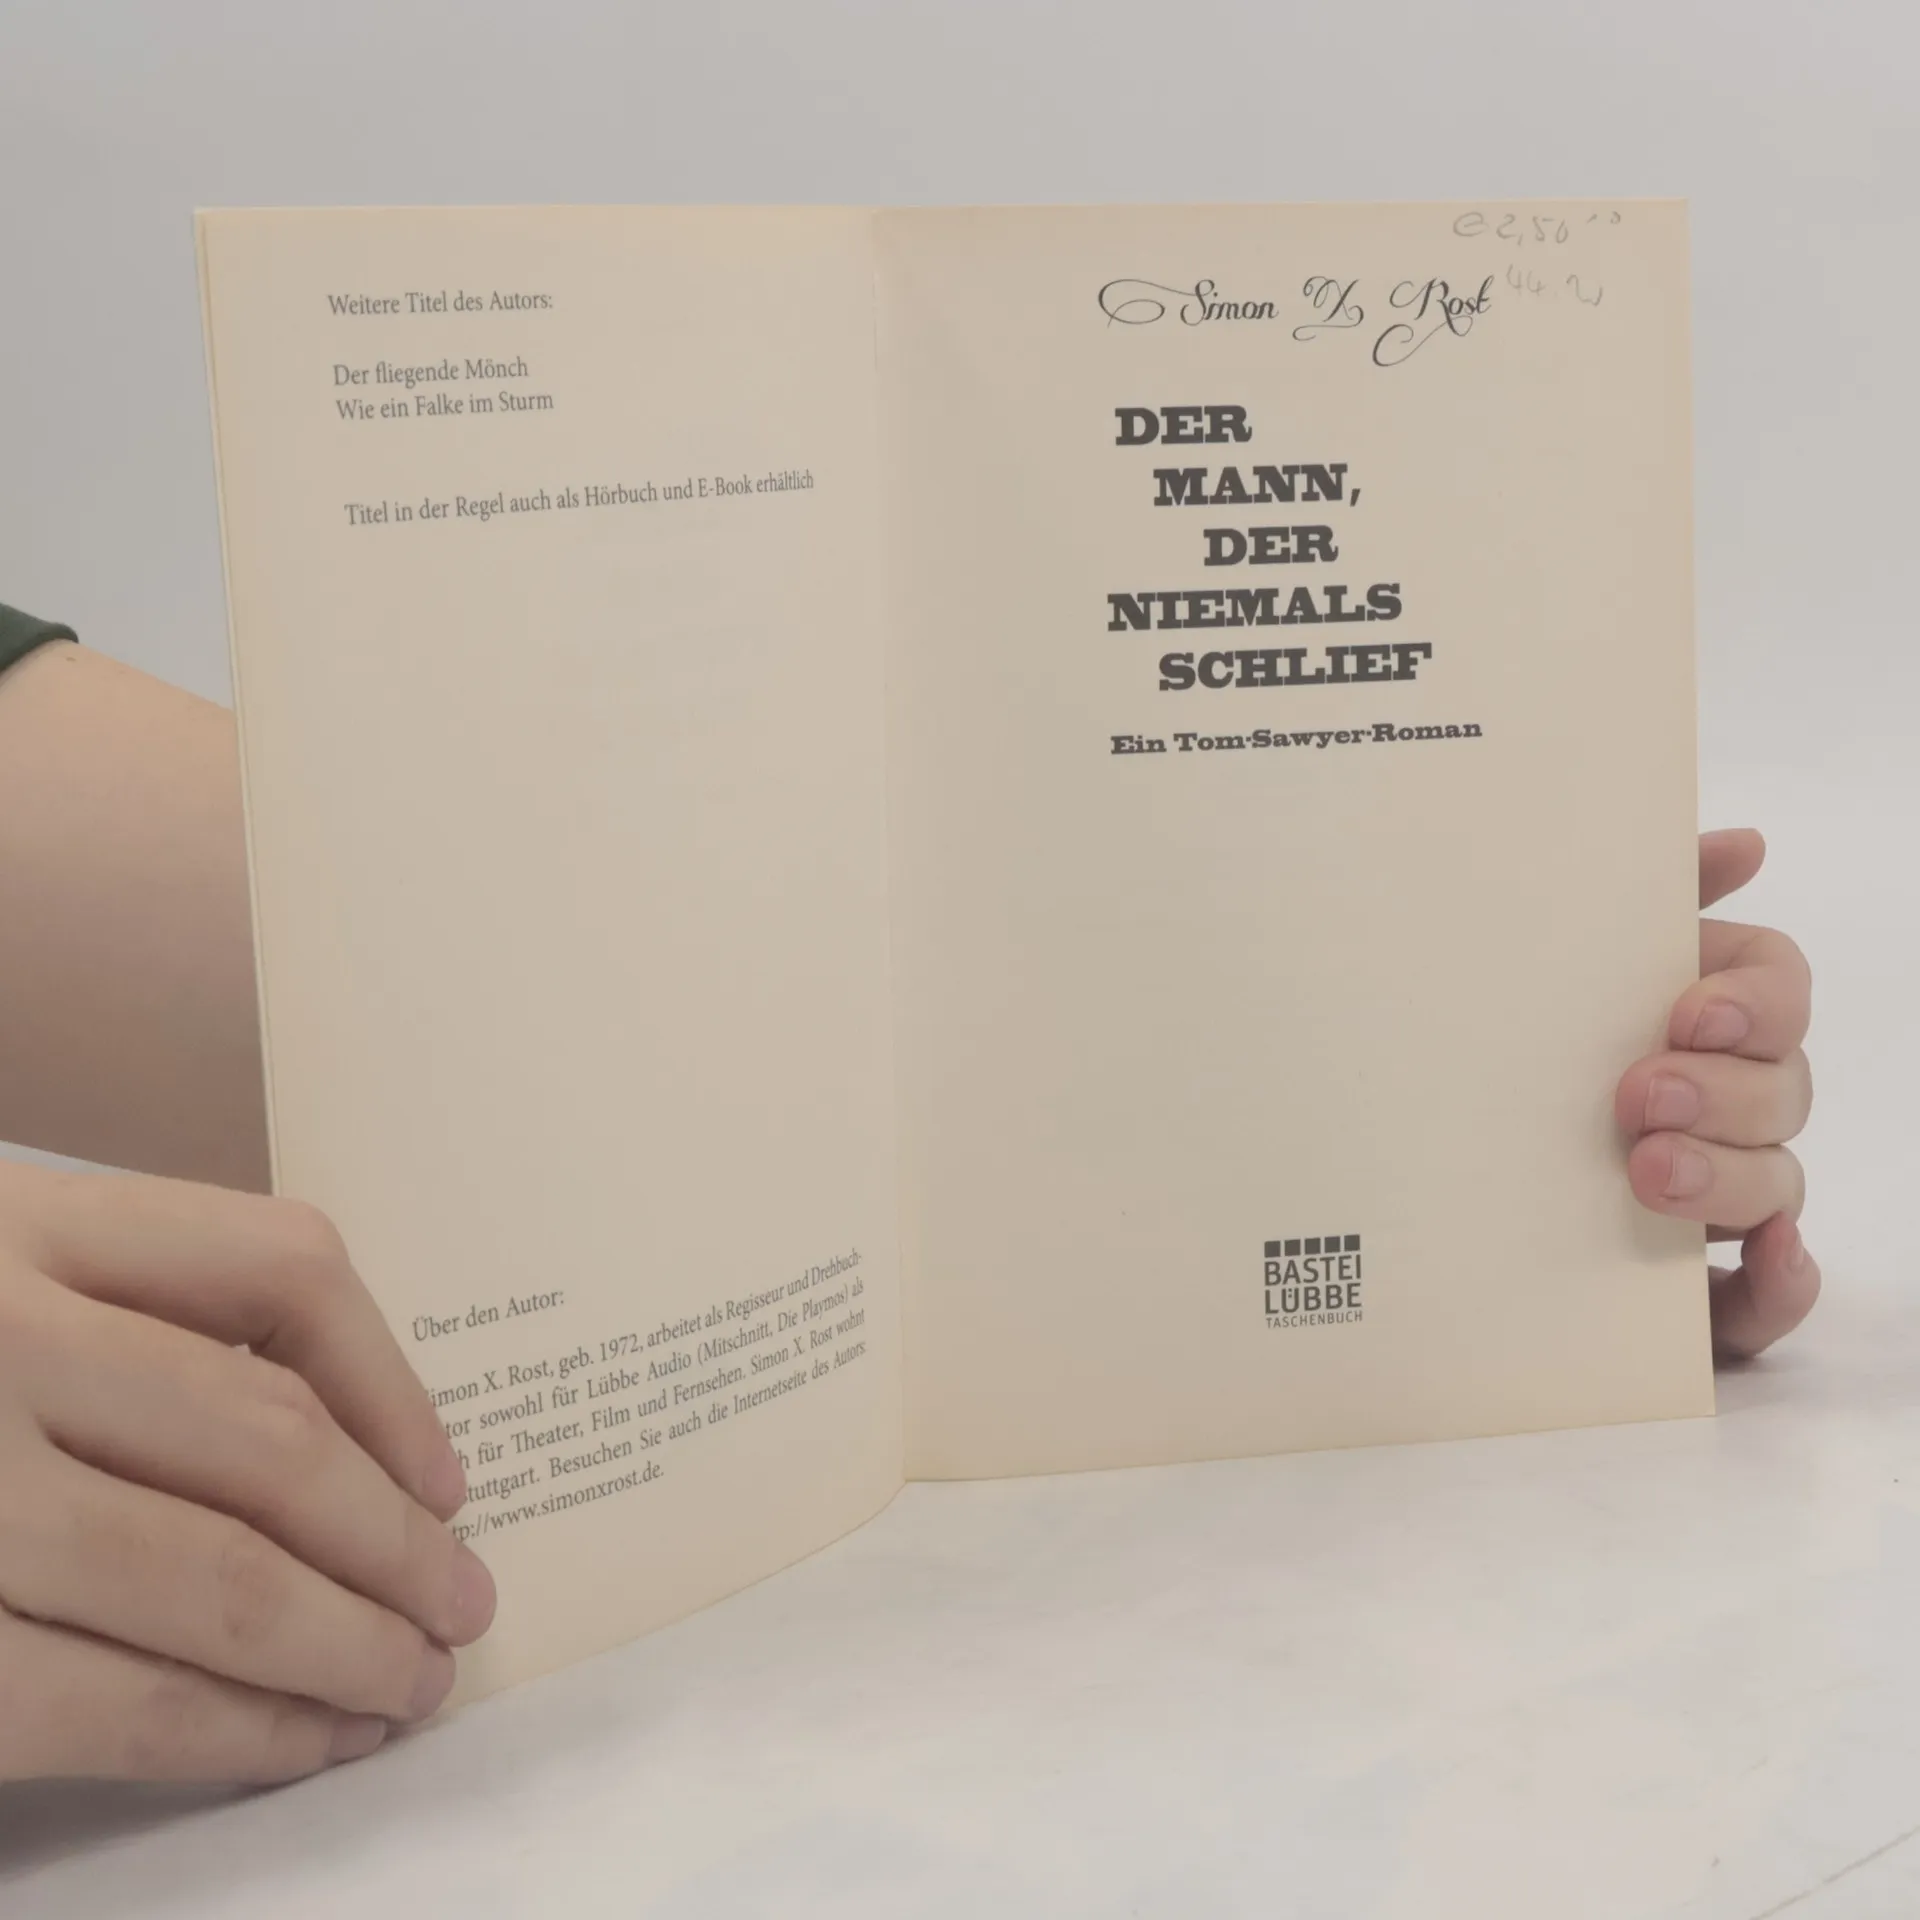 Weitere Titel des Autors:
Der fliegende Mönch
Wie ein Falke im Sturm
Titel in der Regel auch als Hörbuch und E-Book erhältlich
Über den Autor:
imon X. Rost, geb. 1972, arbeitet als Regisseur und Drehbuch-
tor sowohl für Lübbe Audio (Mitschnitt, Die Playmos) als
h für Theater, Film und Fernsehen. Simon X. Rost wohnt
tuttgart. Besuchen Sie auch die Internetseite des Autors:
tp://www.simonxrost.de.
€ 2,50
Simon X. Rost
DER
MANN,
DER
NIEMALS
SCHLIEF
Ein Tom-Sawyer-Roman
BASTEI
LÜBBE
TASCHENBUCH